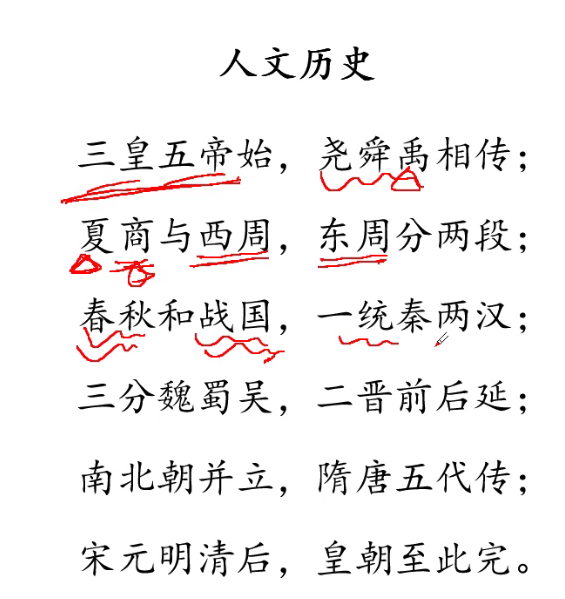 人文历史
三皇五帝始，尧舜禹相传；
夏商与西周，东周分两段；
春秋和战国，一统秦两汉；
三分魏蜀吴，二晋前后延；
南北朝并立，隋唐五代传；
宋元明清后，皇朝至此完。